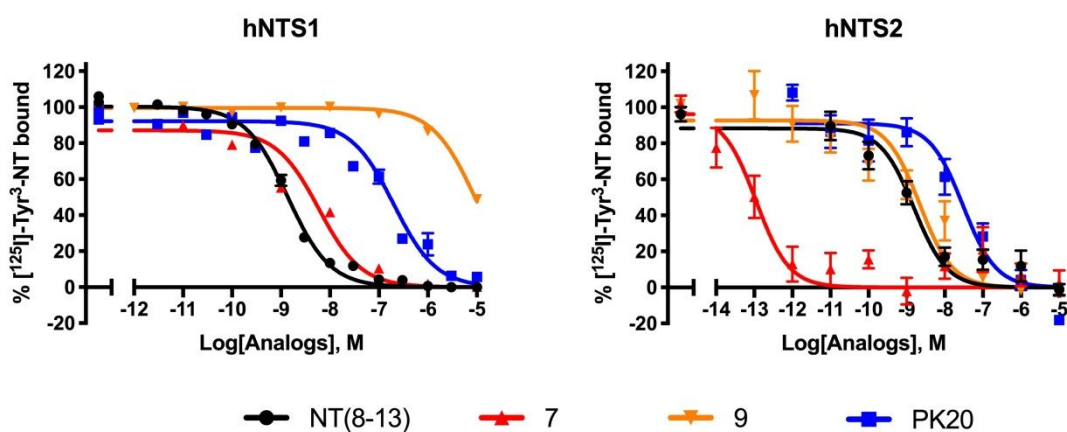 hNTS1
% [¹²⁵I]-Tyr³-NT bound
120
100
80
60
40
20
0
-20
-12 -11 -10 -9 -8 -7 -6 -5
Log[Analogs], M
hNTS2
% [¹²⁵I]-Tyr³-NT bound
120
100
80
60
40
20
0
-20
-14 -13 -12 -11 -10 -9 -8 -7 -6 -5
Log[Analogs], M
NT(8-13) 7 9 PK20